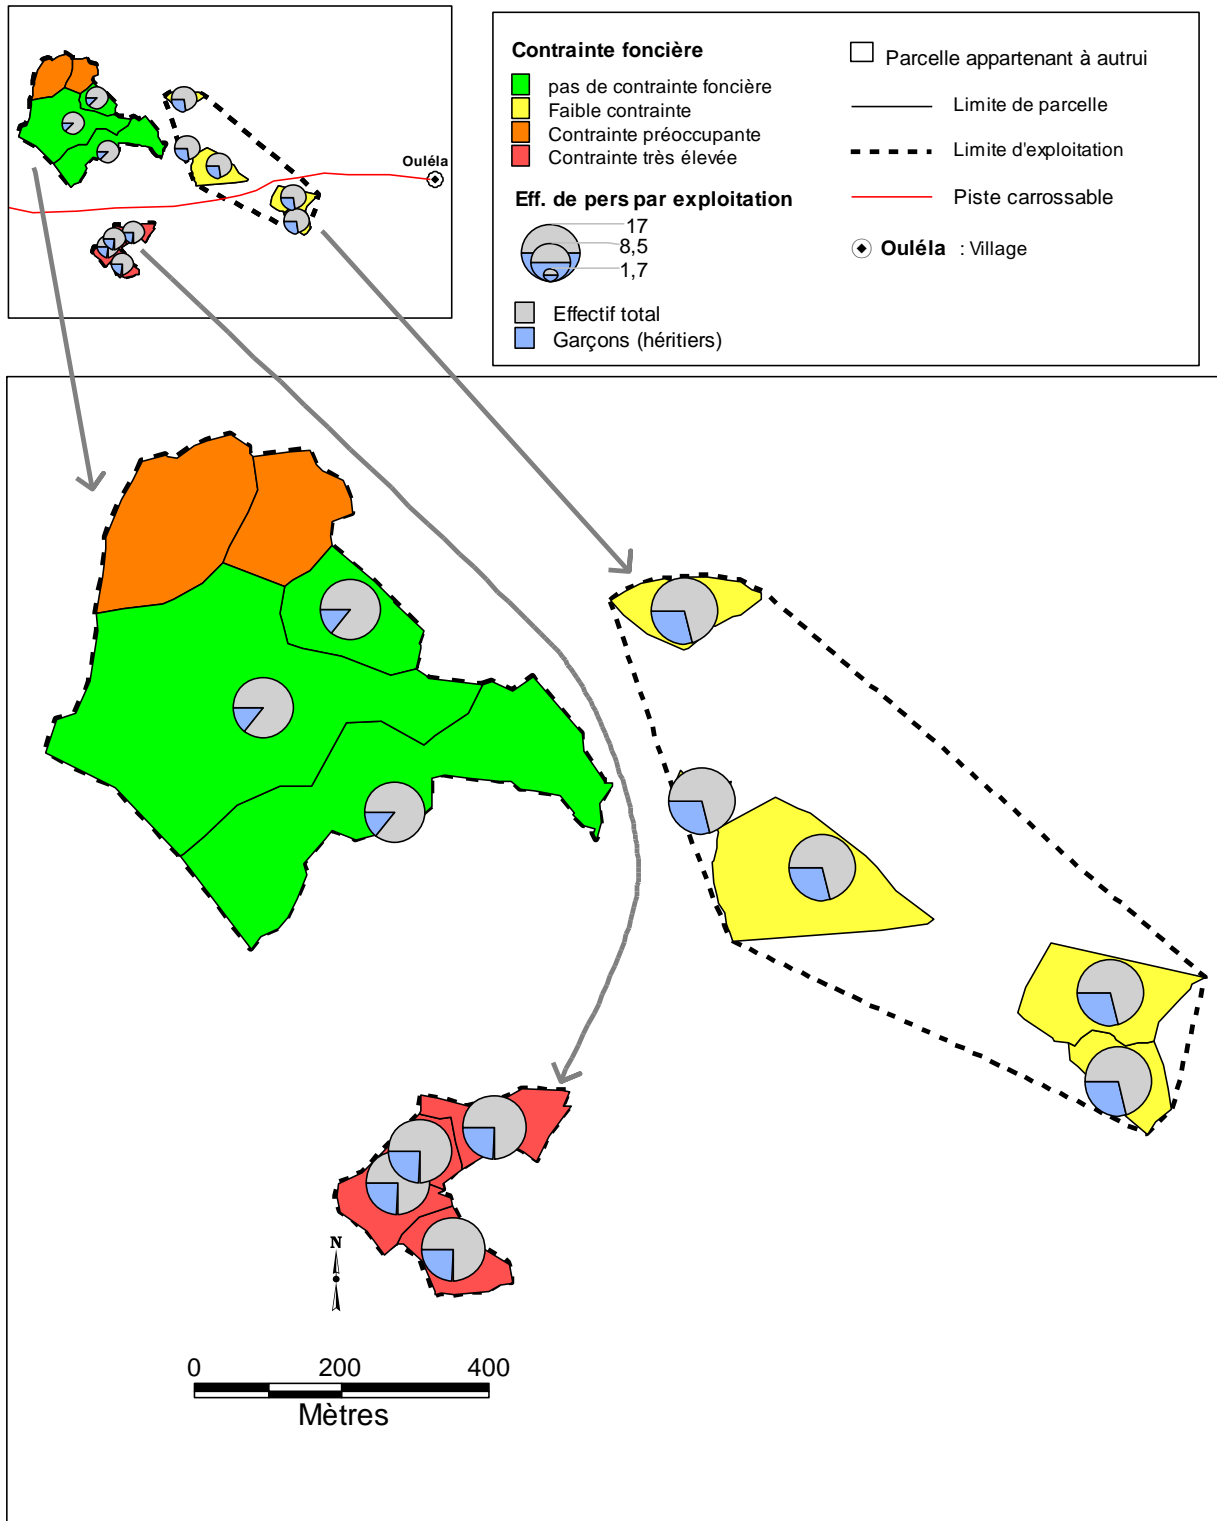 Ouléla
Contrainte foncière
pas de contrainte foncière
Faible contrainte
Contrainte préoccupante
Contrainte très élevée
Eff. de pers par exploitation
17
8,5
1,7
Effectif total
Garçons (héritiers)
Parcelle appartenant à autrui
Limite de parcelle
Limite d'exploitation
Piste carrossable
Ouléla : Village
N
0 200 400
Mètres